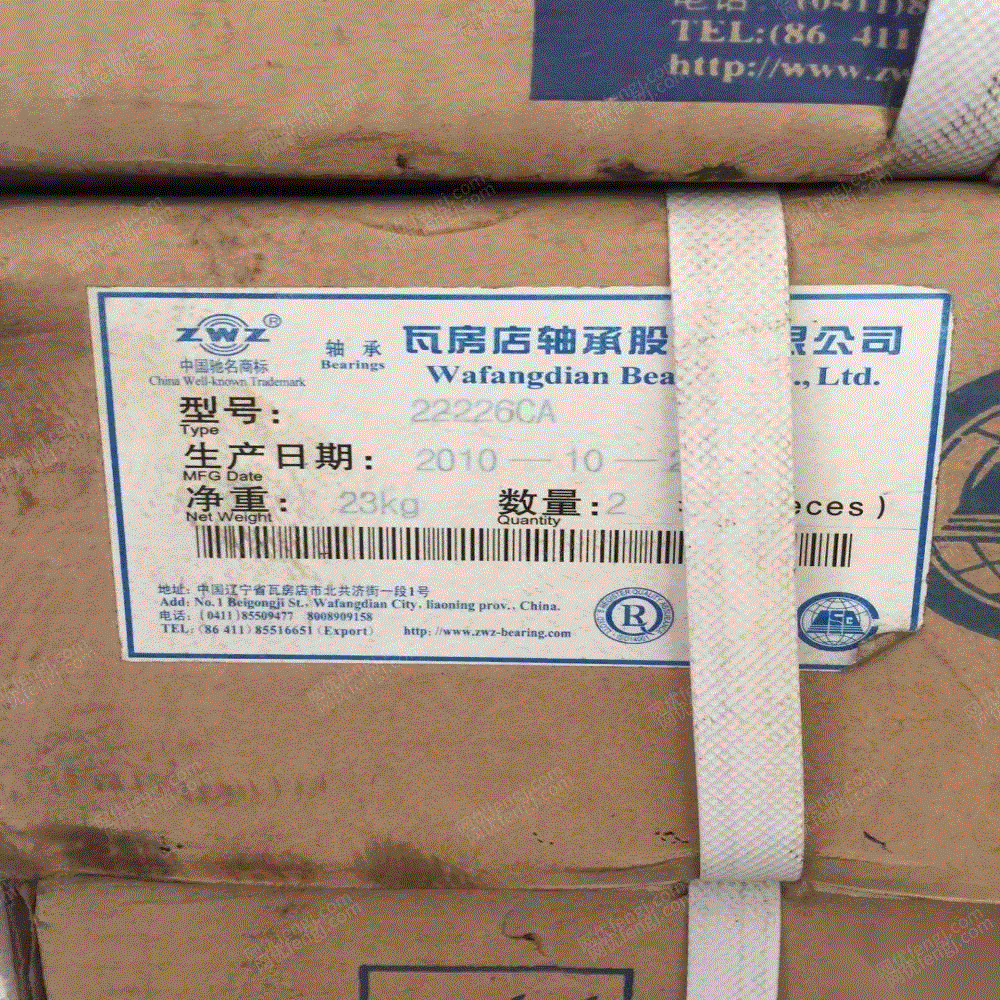 TEL:(86 411
http://www.zw
ZWZ®
中国驰名商标
China Well-known Trademark
轴承
Bearings
瓦房店轴承股 限公司
Wafangdian Bea ., Ltd.
型号: 22226CA
Type
生产日期: 2010-10-2
MFG Date
净重: 23kg 数量:2 eces)
Net Weight Quantity
地址: 中国辽宁省瓦房店市北共济街一段1号
Add: No.1 Beigongji St., Wafangdian City, liaoning prov., China.
电话: (0411)85509477 8008909158
TEL:(86 411)85516651(Export) http://www.zwz-bearing.com
R